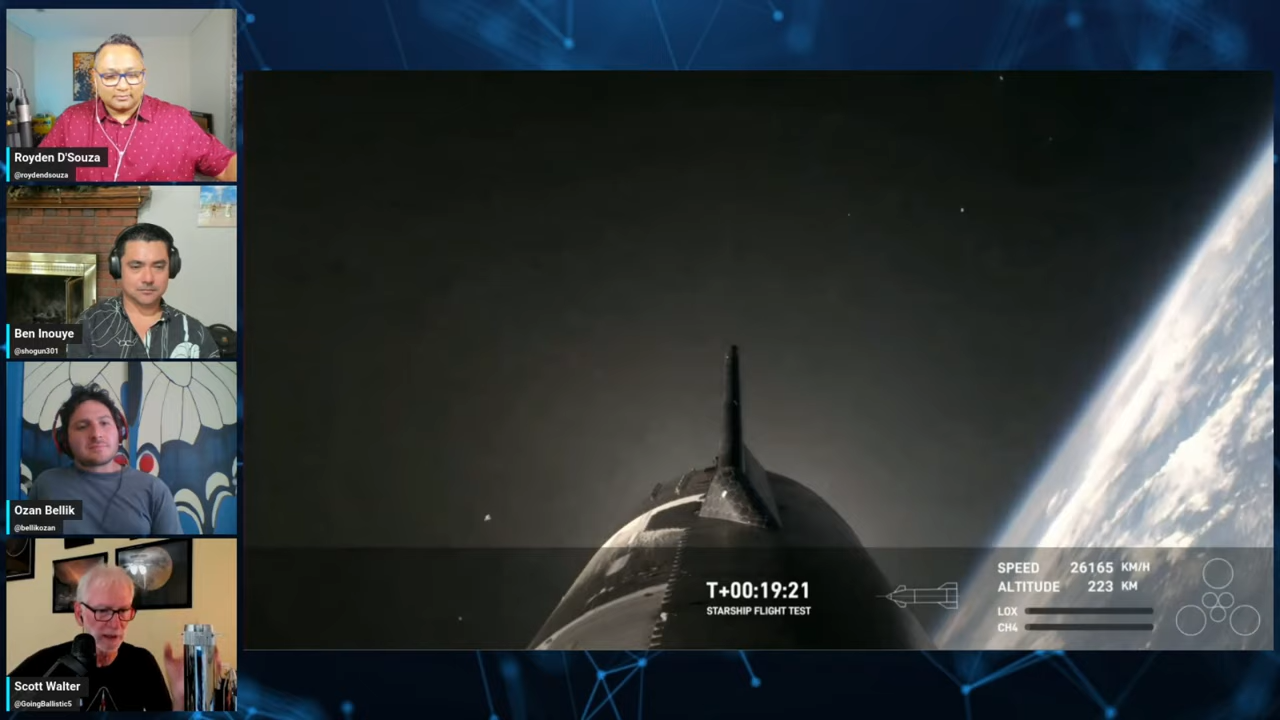 Royden D'Souza
@roydendsouza
Ben Inouye
@shogun301
Ozan Bellik
@bellikozan
Scott Walter
@GoingBallistic5
T+00:19:21
STARSHIP FLIGHT TEST
SPEED 26165 KM/H
ALTITUDE 223 KM
LOX
CH4